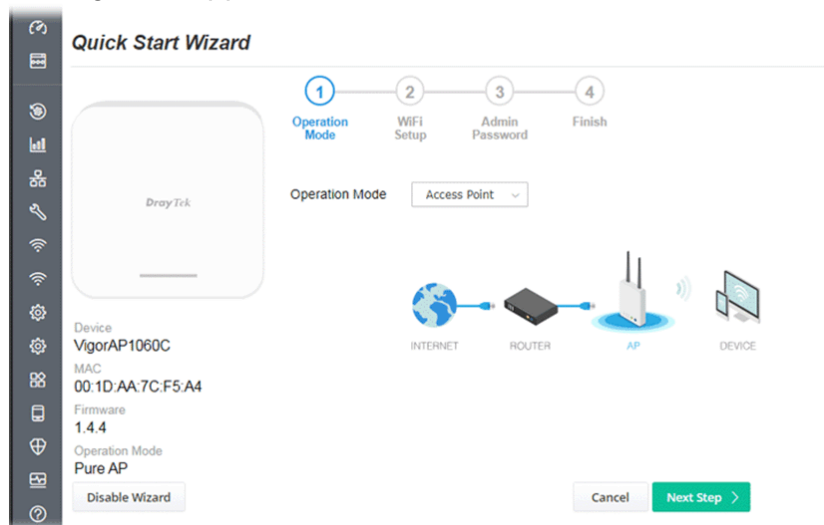 Quick Start Wizard
1
2
3
4
Operation Mode
WiFi Setup
Admin Password
Finish
DrayTek
Operation Mode
Access Point
INTERNET
ROUTER
AP
DEVICE
Device
VigorAP1060C
MAC
00:1D:AA:7C:F5:A4
Firmware
1.4.4
Operation Mode
Pure AP
Disable Wizard
Cancel
Next Step